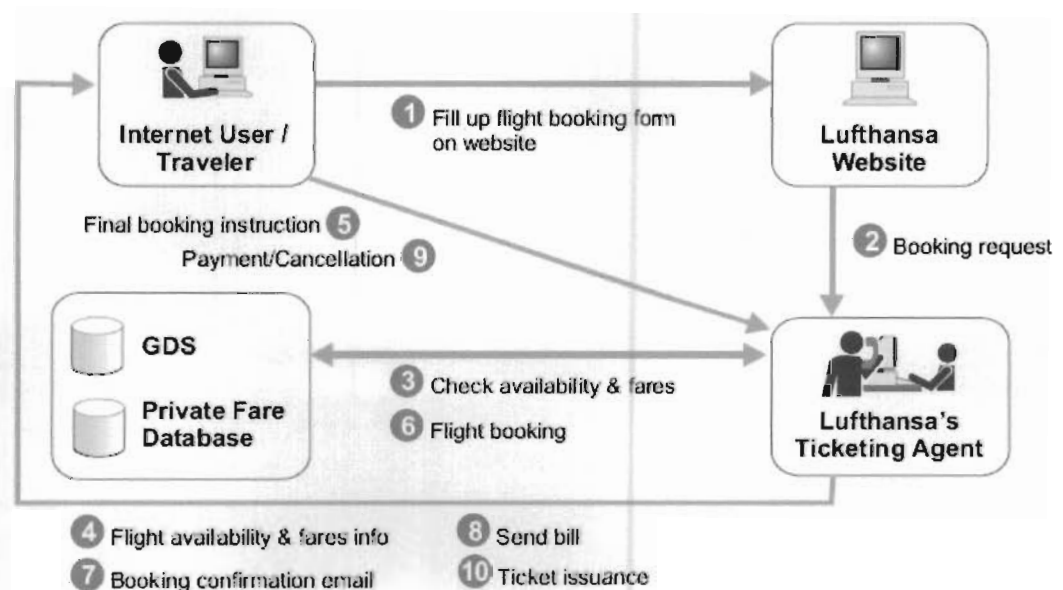 1 Fill up flight booking form
on website
Internet User /
Traveler
Lufthansa
Website
Final booking instruction 5
Payment/Cancellation 9
2 Booking request
GDS
Private Fare
Database
3 Check availability & fares
6 Flight booking
Lufthansa's
Ticketing Agent
4 Flight availability & fares info
8 Send bill
7 Booking confirmation email
10 Ticket issuance